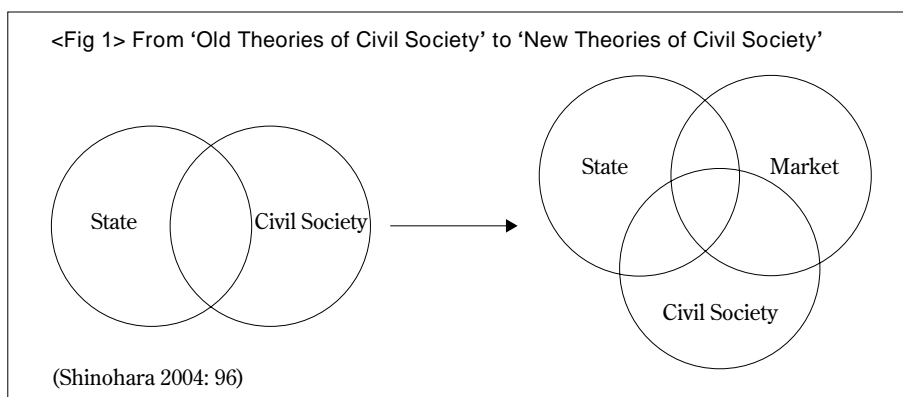 <Fig 1> From ‘Old Theories of Civil Society’ to ‘New Theories of Civil Society’
State
Civil Society
State
Market
Civil Society
(Shinohara 2004: 96)